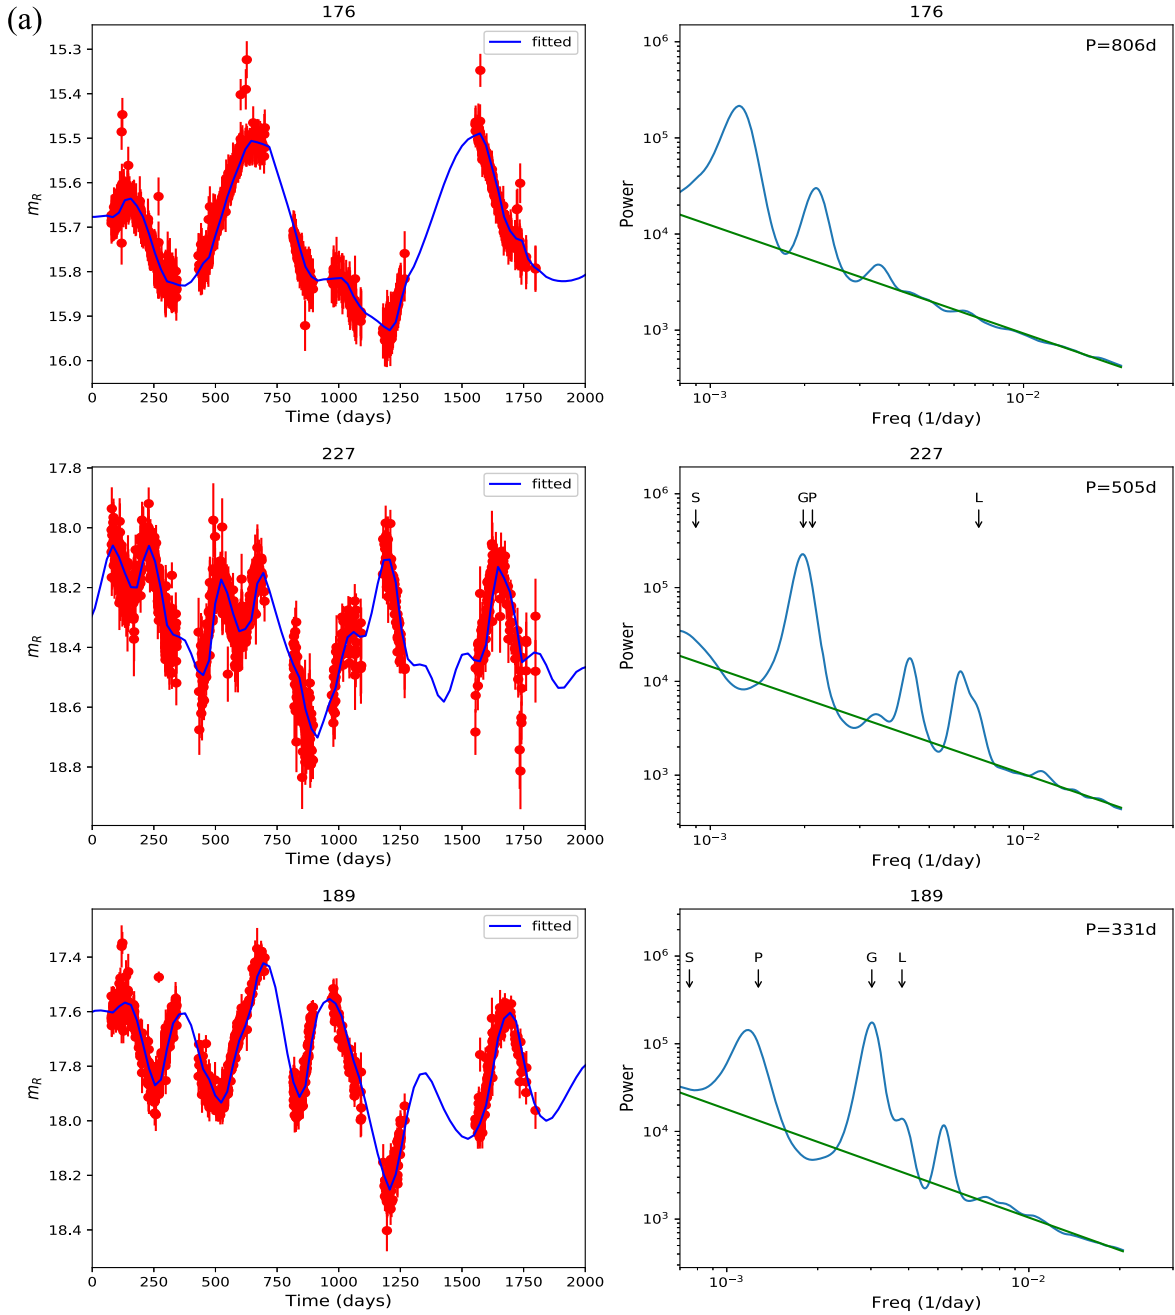 (a)
176
15.3
15.4
15.5
15.6
15.7
15.8
15.9
16.0
m_R
fitted
0 250 500 750 1000 1250 1500 1750 2000
Time (days)
176
P=806d
10^6
10^5
10^4
10^3
Power
10^-3 10^-2
Freq (1/day)
227
17.8
18.0
18.2
18.4
18.6
18.8
m_R
fitted
0 250 500 750 1000 1250 1500 1750 2000
Time (days)
227
P=505d
S GP L
10^6
10^5
10^4
10^3
Power
10^-3 10^-2
Freq (1/day)
189
17.4
17.6
17.8
18.0
18.2
18.4
m_R
fitted
0 250 500 750 1000 1250 1500 1750 2000
Time (days)
189
P=331d
S P G L
10^6
10^5
10^4
10^3
Power
10^-3 10^-2
Freq (1/day)